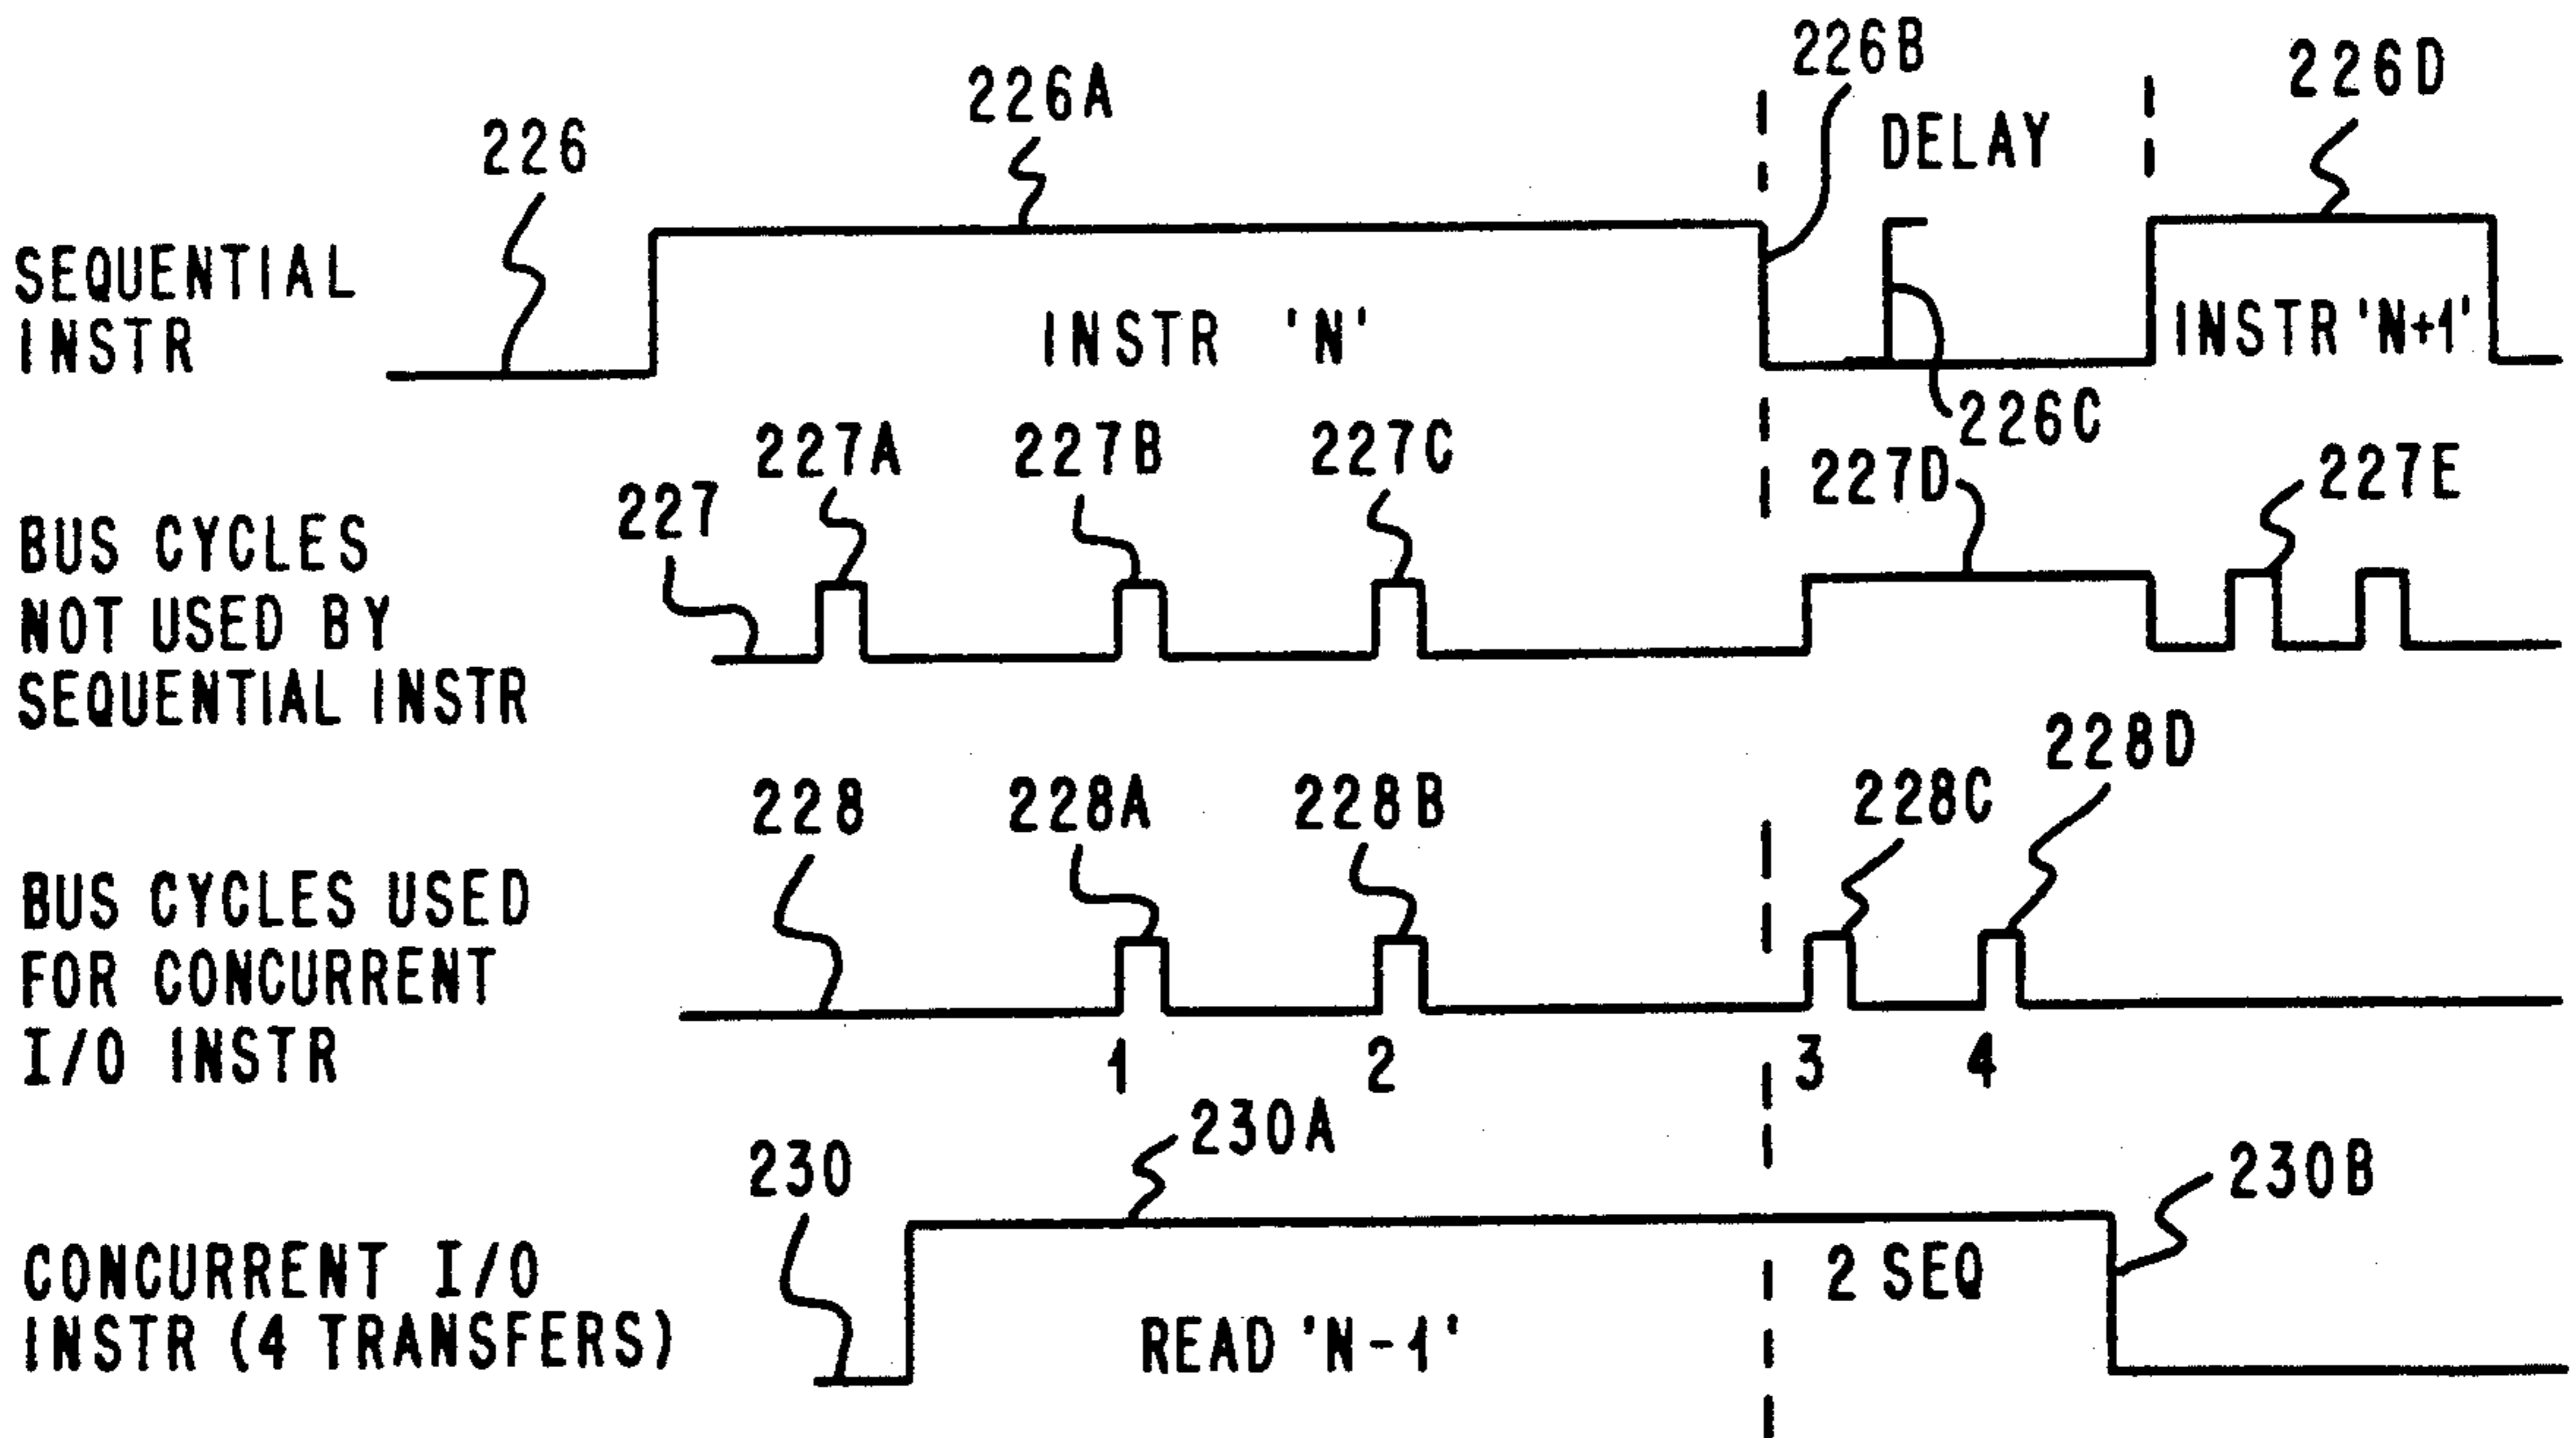 226B
226D
226A
DELAY
226
SEQUENTIAL
INSTR
INSTR 'N'
INSTR 'N+1'
226C
227A
227B
227C
227D
227E
227
BUS CYCLES
NOT USED BY
SEQUENTIAL INSTR
228D
228
228A
228B
228C
BUS CYCLES USED
FOR CONCURRENT
I/O INSTR
1
2
3
4
230A
230
230B
CONCURRENT I/O
INSTR (4 TRANSFERS)
2 SEQ
READ 'N-1'